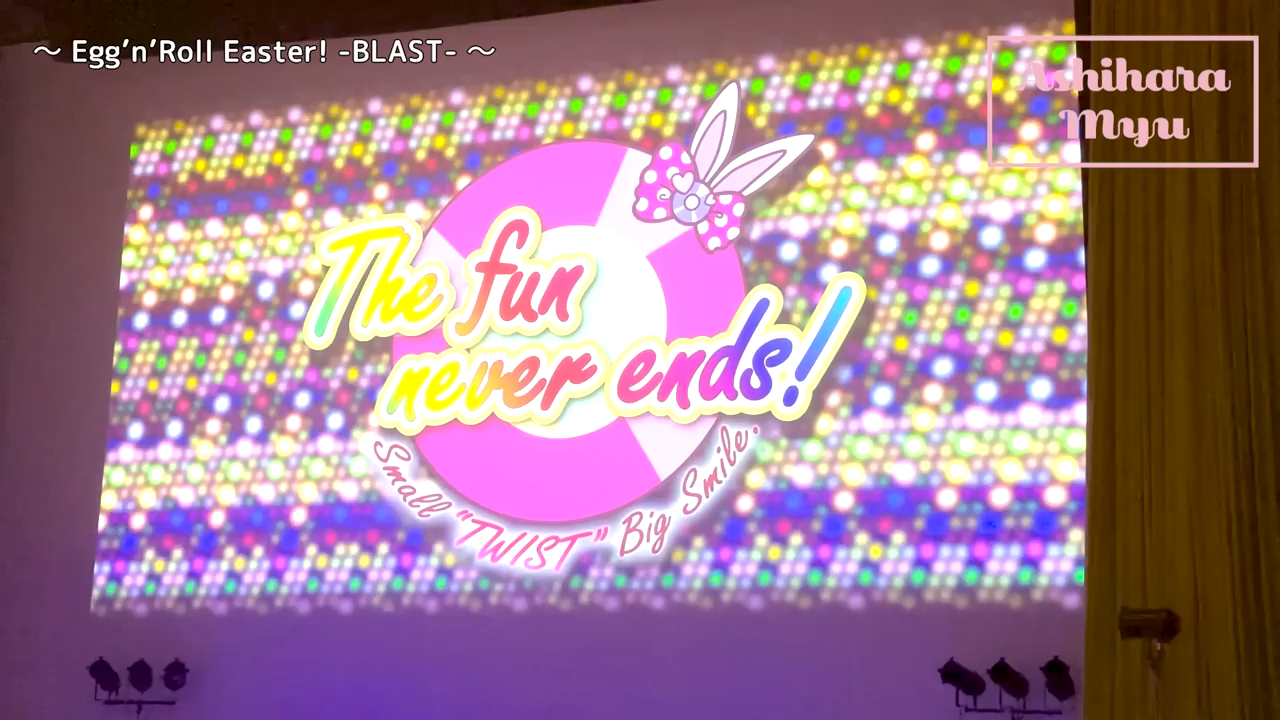 ～ Egg'n'Roll Easter! -BLAST- ～
Ashihara
Myu
The fun
never ends!
Small "TWIST" Big Smile.